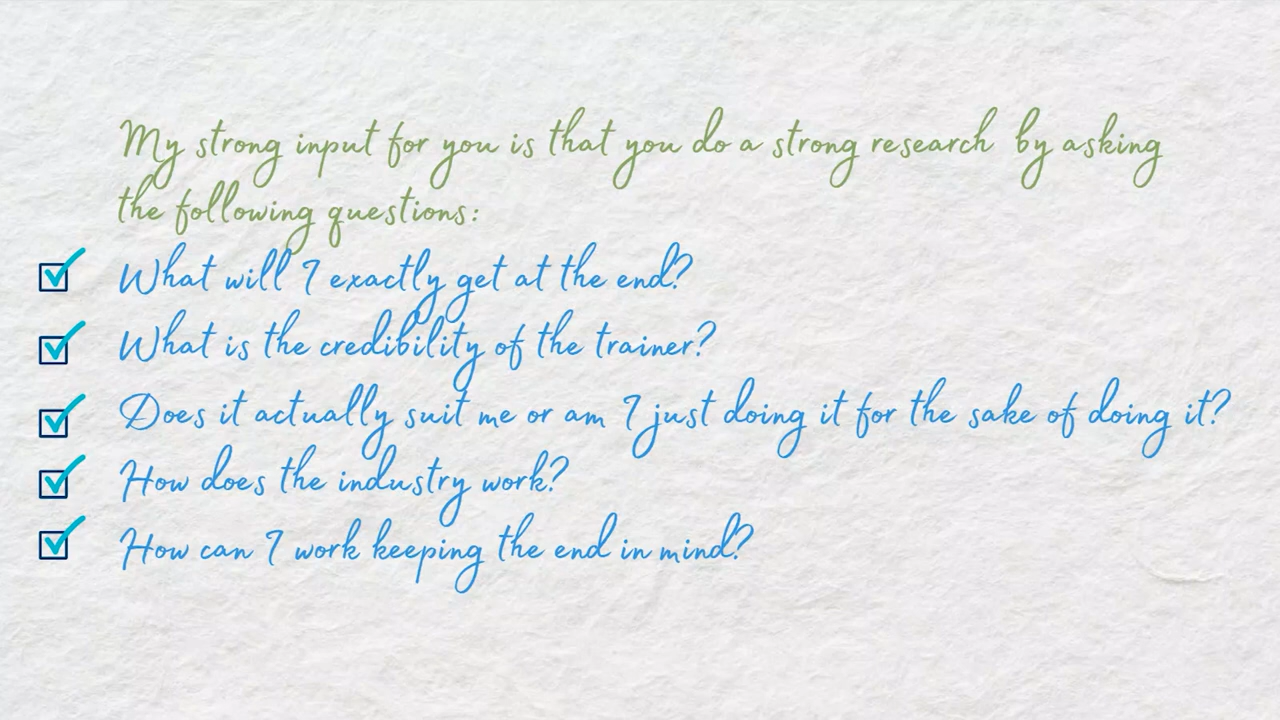 My strong input for you is that you do a strong research by asking
the following questions:
What will I exactly get at the end?
What is the credibility of the trainer?
Does it actually suit me or am I just doing it for the sake of doing it?
How does the industry work?
How can I work keeping the end in mind?